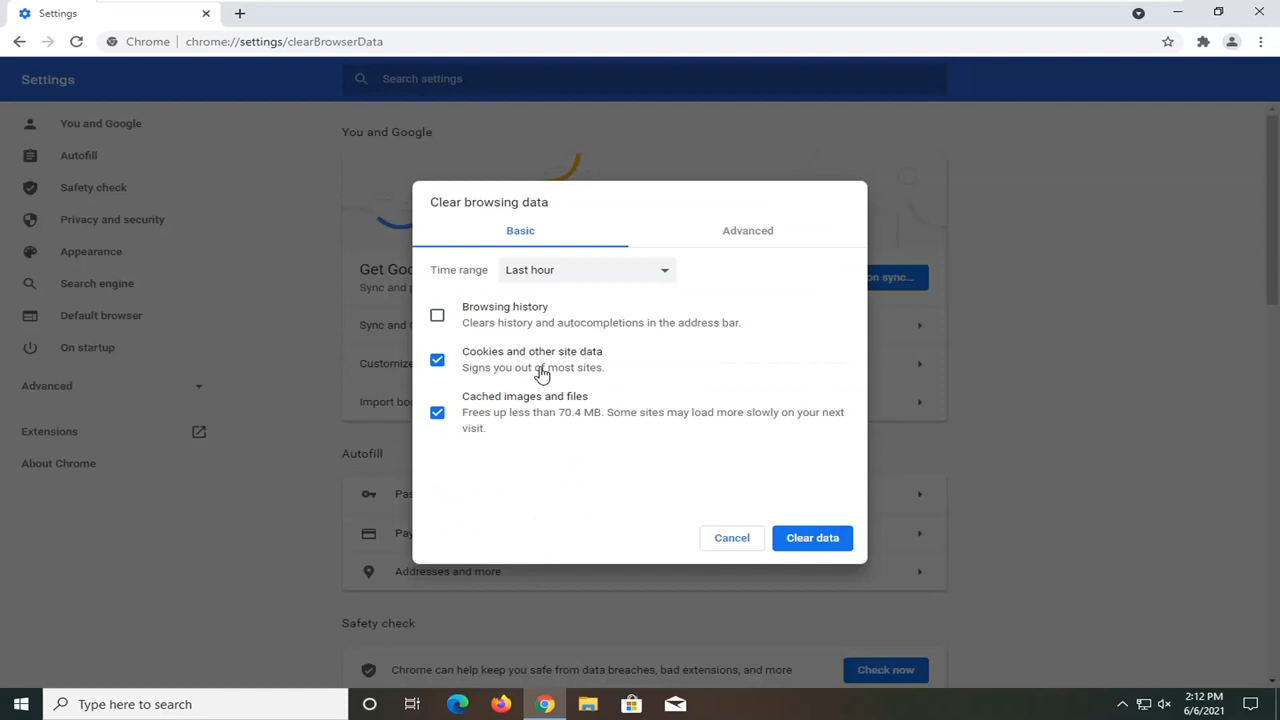 Settings
Chrome
chrome://settings/clearBrowserData
Settings
Search settings
You and Google
Autofill
Safety check
Privacy and security
Appearance
Search engine
Default browser
On startup
Advanced
Extensions
About Chrome
You and Google
Sync and
Customize
Import
on sync...
Clear browsing data
Basic
Advanced
Time range
Last hour
Browsing history
Clears history and autocompletions in the address bar.
Cookies and other site data
Signs you out of most sites.
Cached images and files
Frees up less than 70.4 MB. Some sites may load more slowly on your next
visit.
Cancel
Clear data
Autofill
Addresses and more
Safety check
Chrome can help keep you safe from data breaches, bad extensions, and more
Check now
Type here to search
2:12 PM
6/6/2021